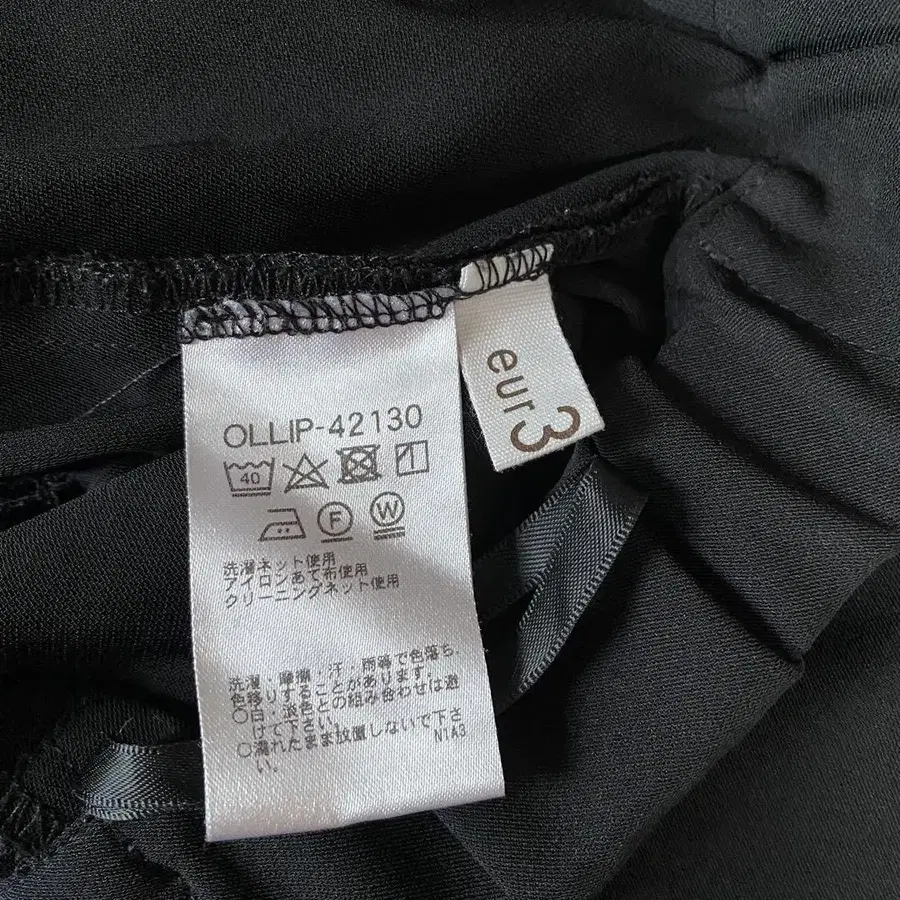 OLLIP-42130
40
F W
洗濯ネット使用
アイロンあて布使用
クリーニングネット使用
洗濯・摩擦・汗・雨等で色落ち、
色移りすることがあります。
○白・淡色との組み合わせは避
けて下さい。
○濡れたまま放置しないで下さ
い。
N1A3
eur3